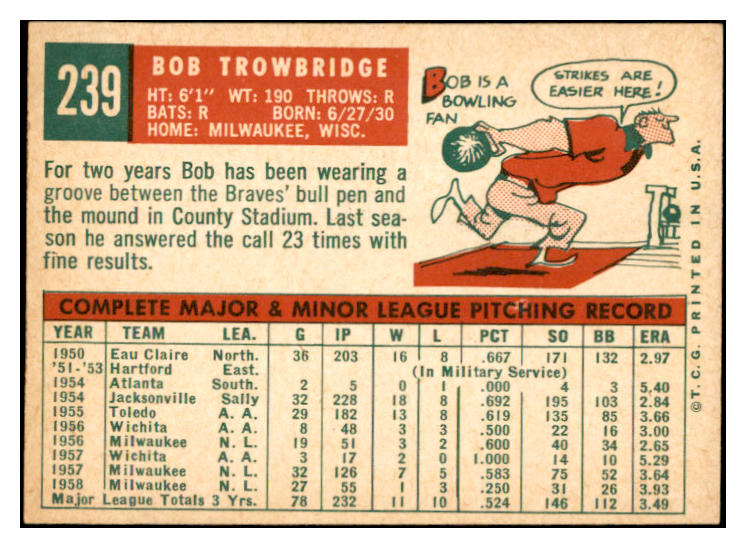 239
BOB TROWBRIDGE
HT: 6'1" WT: 190 THROWS: R
BATS: R BORN: 6/27/30
HOME: MILWAUKEE, WISC.
BOB IS A
BOWLING
FAN
STRIKES ARE
EASIER HERE!
For two years Bob has been wearing a
groove between the Braves' bull pen and
the mound in County Stadium. Last sea-
son he answered the call 23 times with
fine results.
COMPLETE MAJOR & MINOR LEAGUE PITCHING RECORD
YEAR TEAM LEA. G IP W L PCT SO BB ERA
1950 Eau Claire North. 36 203 16 8 .667 171 132 2.97
'51-'53 Hartford East. (In Military Service)
1954 Atlanta South. 2 5 0 1 .000 4 3 5.40
1954 Jacksonville Sally 32 228 18 8 .692 195 103 2.84
1955 Toledo A. A. 29 182 13 8 .619 135 85 3.66
1956 Wichita A. A. 8 48 3 3 .500 22 16 3.00
1956 Milwaukee N. L. 19 51 3 2 .600 40 34 2.65
1957 Wichita A. A. 3 17 2 0 1.000 14 10 5.29
1957 Milwaukee N. L. 32 126 7 5 .583 75 52 3.64
1958 Milwaukee N. L. 27 55 1 3 .250 31 26 3.93
Major League Totals 3 Yrs. 78 232 11 10 .524 146 112 3.49
©T.C.G. PRINTED IN U.S.A.